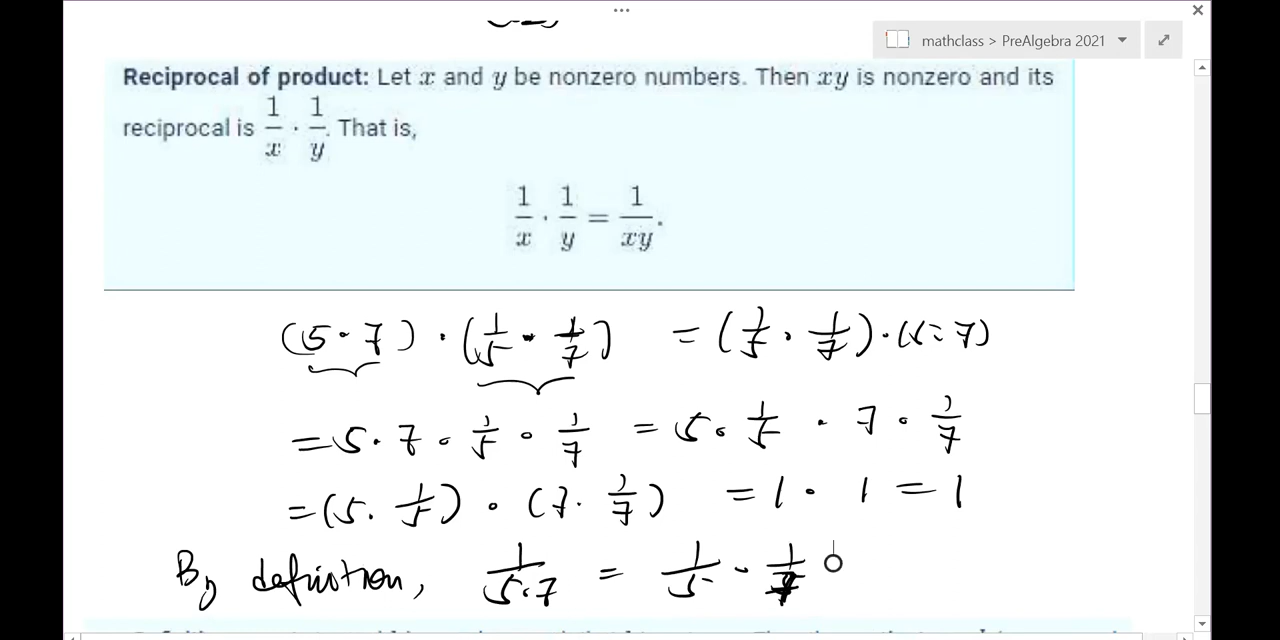 mathclass > PreAlgebra 2021
Reciprocal of product: Let x and y be nonzero numbers. Then xy is nonzero and its
reciprocal is 1/x · 1/y. That is,
1/x · 1/y = 1/xy.
(5 · 7) · (1/5 · 1/7) = (1/5 · 1/7) · (5 · 7)
= 5 · 7 · 1/5 · 1/7 = 5 · 1/5 · 7 · 1/7
= (5 · 1/5) · (7 · 1/7) = 1 · 1 = 1
By definition, 1/5·7 = 1/5 · 1/7